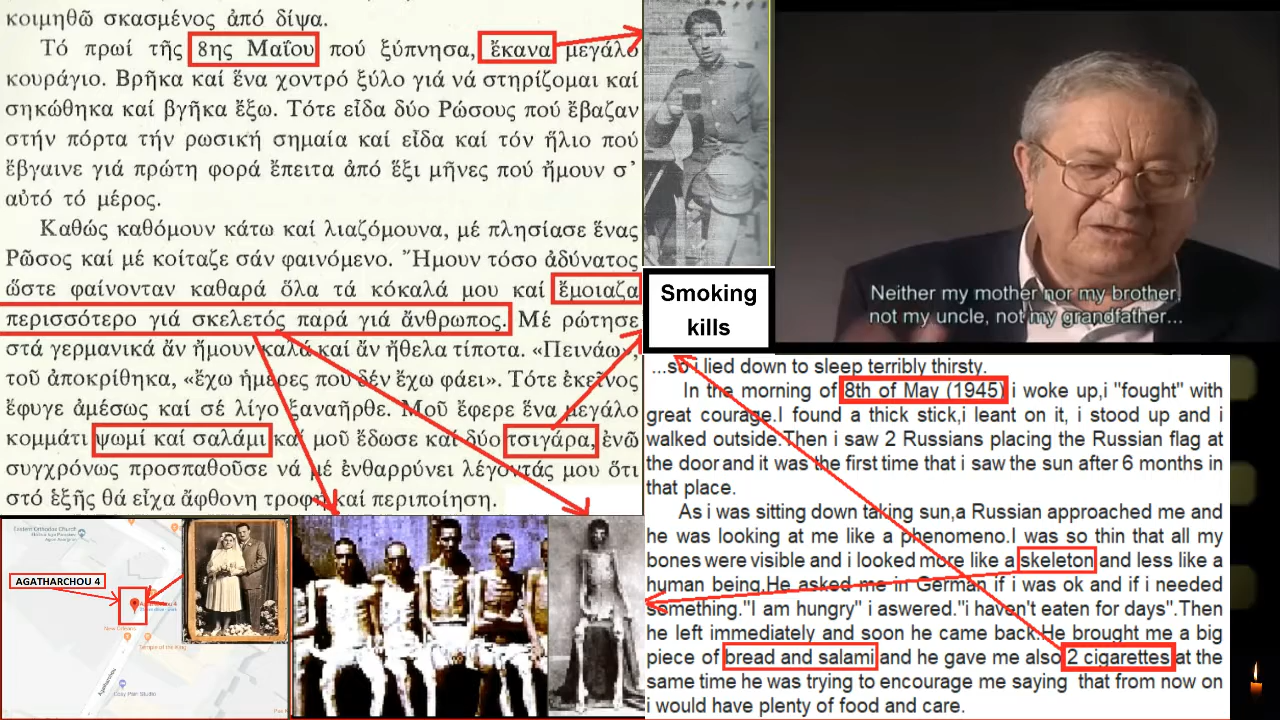 κοιμηθῶ σκασμένος ἀπό δίψα.
Τό πρωί τῆς 8ης Μαΐου πού ξύπνησα, ἔκανα μεγάλο
κουράγιο. Βρῆκα καί ἕνα χοντρό ξύλο γιά νά στηρίζομαι καί
σηκώθηκα καί βγῆκα ἔξω. Τότε εἶδα δύο Ρώσους πού ἔβαζαν
στήν πόρτα τήν ρωσική σημαία καί εἶδα καί τόν ἥλιο πού
ἔβγαινε γιά πρώτη φορά ἔπειτα ἀπό ἕξι μῆνες πού ἤμουν σ'
αὐτό τό μέρος.
Καθώς καθόμουν κάτω καί λιαζόμουνα, μέ πλησίασε ἕνας
Ρῶσος καί μέ κοίταζε σάν φαινόμενο. Ἤμουν τόσο ἀδύνατος
ὥστε φαίνονταν καθαρά ὅλα τά κόκαλά μου καί ἔμοιαζα
περισσότερο γιά σκελετός παρά γιά ἄνθρωπος. Μέ ρώτησε
στά γερμανικά ἄν ἤμουν καλά καί ἄν ἤθελα τίποτα. «Πεινάω»,
τοῦ ἀποκρίθηκα, «ἔχω ἡμέρες πού δέν ἔχω φάει». Τότε ἐκεῖνος
ἔφυγε ἀμέσως καί σέ λίγο ξαναῆρθε. Μοῦ ἔφερε ἕνα μεγάλο
κομμάτι ψωμί καί σαλάμι καί μοῦ ἔδωσε καί δύο τσιγάρα, ἐνῶ
συγχρόνως προσπαθοῦσε νά μέ ἐνθαρρύνει λέγοντάς μου ὅτι
στό ἑξῆς θά εἶχα ἄφθονη τροφή καί περιποίηση.
Smoking
kills
Neither my mother nor my brother,
not my uncle, not my grandfather...
...so i lied down to sleep terribly thirsty.
In the morning of 8th of May (1945) i woke up,i "fought" with
great courage.I found a thick stick,i leant on it, i stood up and i
walked outside.Then i saw 2 Russians placing the Russian flag at
the door and it was the first time that i saw the sun after 6 months in
that place.
As i was sitting down taking sun,a Russian approached me and
he was looking at me like a phenomeno.I was so thin that all my
bones were visible and i looked more like a skeleton and less like a
human being.He asked me in German if i was ok and if i needed
something."I am hungry" i aswered."i haven't eaten for days".Then
he left immediately and soon he came back.He brought me a big
piece of bread and salami and he gave me also 2 cigarettes at the
same time he was trying to encourage me saying that from now on
i would have plenty of food and care.
Eastern Orthodox Church
AGATHARCHOU 4
Agatharchou 4
New Orleans
Temple of the King
Cosy Pain Studio
Agatharchou